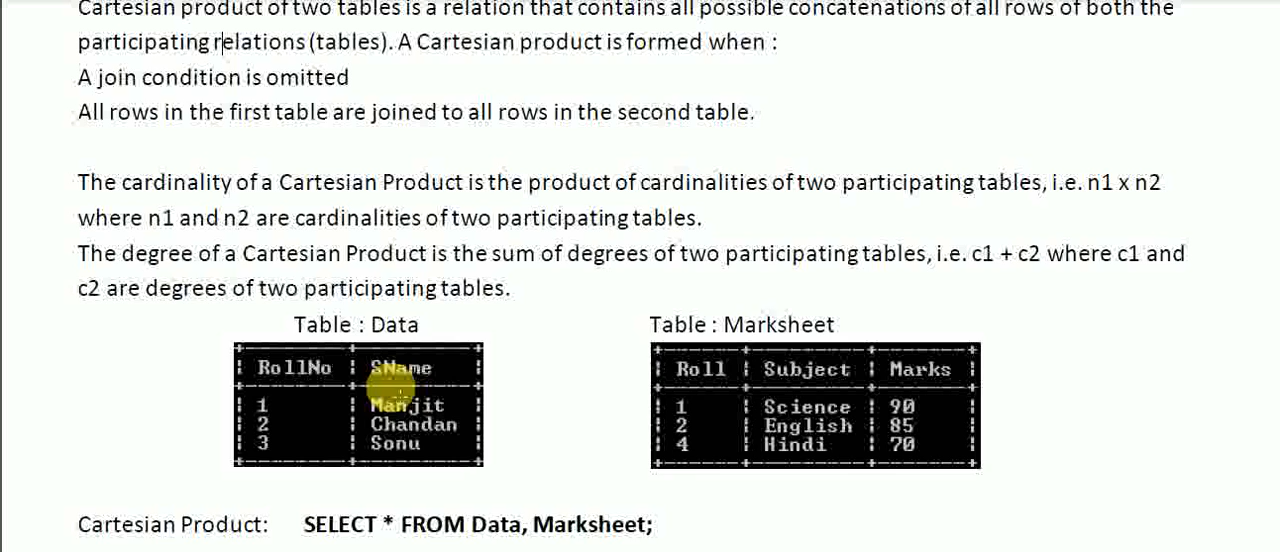 Cartesian product of two tables is a relation that contains all possible concatenations of all rows of both the
participating relations (tables). A Cartesian product is formed when :
A join condition is omitted
All rows in the first table are joined to all rows in the second table.
The cardinality of a Cartesian Product is the product of cardinalities of two participating tables, i.e. n1 x n2
where n1 and n2 are cardinalities of two participating tables.
The degree of a Cartesian Product is the sum of degrees of two participating tables, i.e. c1 + c2 where c1 and
c2 are degrees of two participating tables.
Table : Data
RollNo SName
1 Manjit
2 Chandan
3 Sonu
Table : Marksheet
Roll Subject Marks
1 Science 90
2 English 85
4 Hindi 70
Cartesian Product: SELECT * FROM Data, Marksheet;